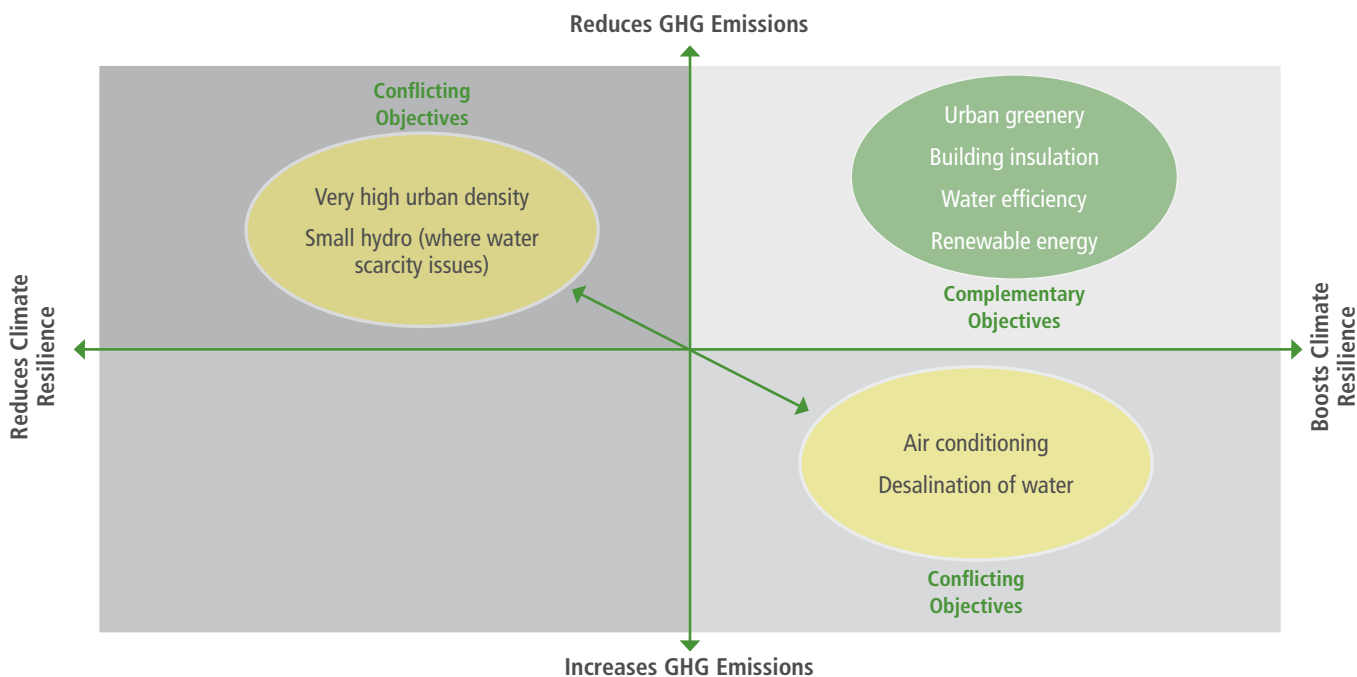 Reduces GHG Emissions
Conflicting
Objectives
Very high urban density
Small hydro (where water
scarcity issues)
Urban greenery
Building insulation
Water efficiency
Renewable energy
Complementary
Objectives
Reduces Climate
Resilience
Boosts Climate
Resilience
Air conditioning
Desalination of water
Conflicting
Objectives
Increases GHG Emissions